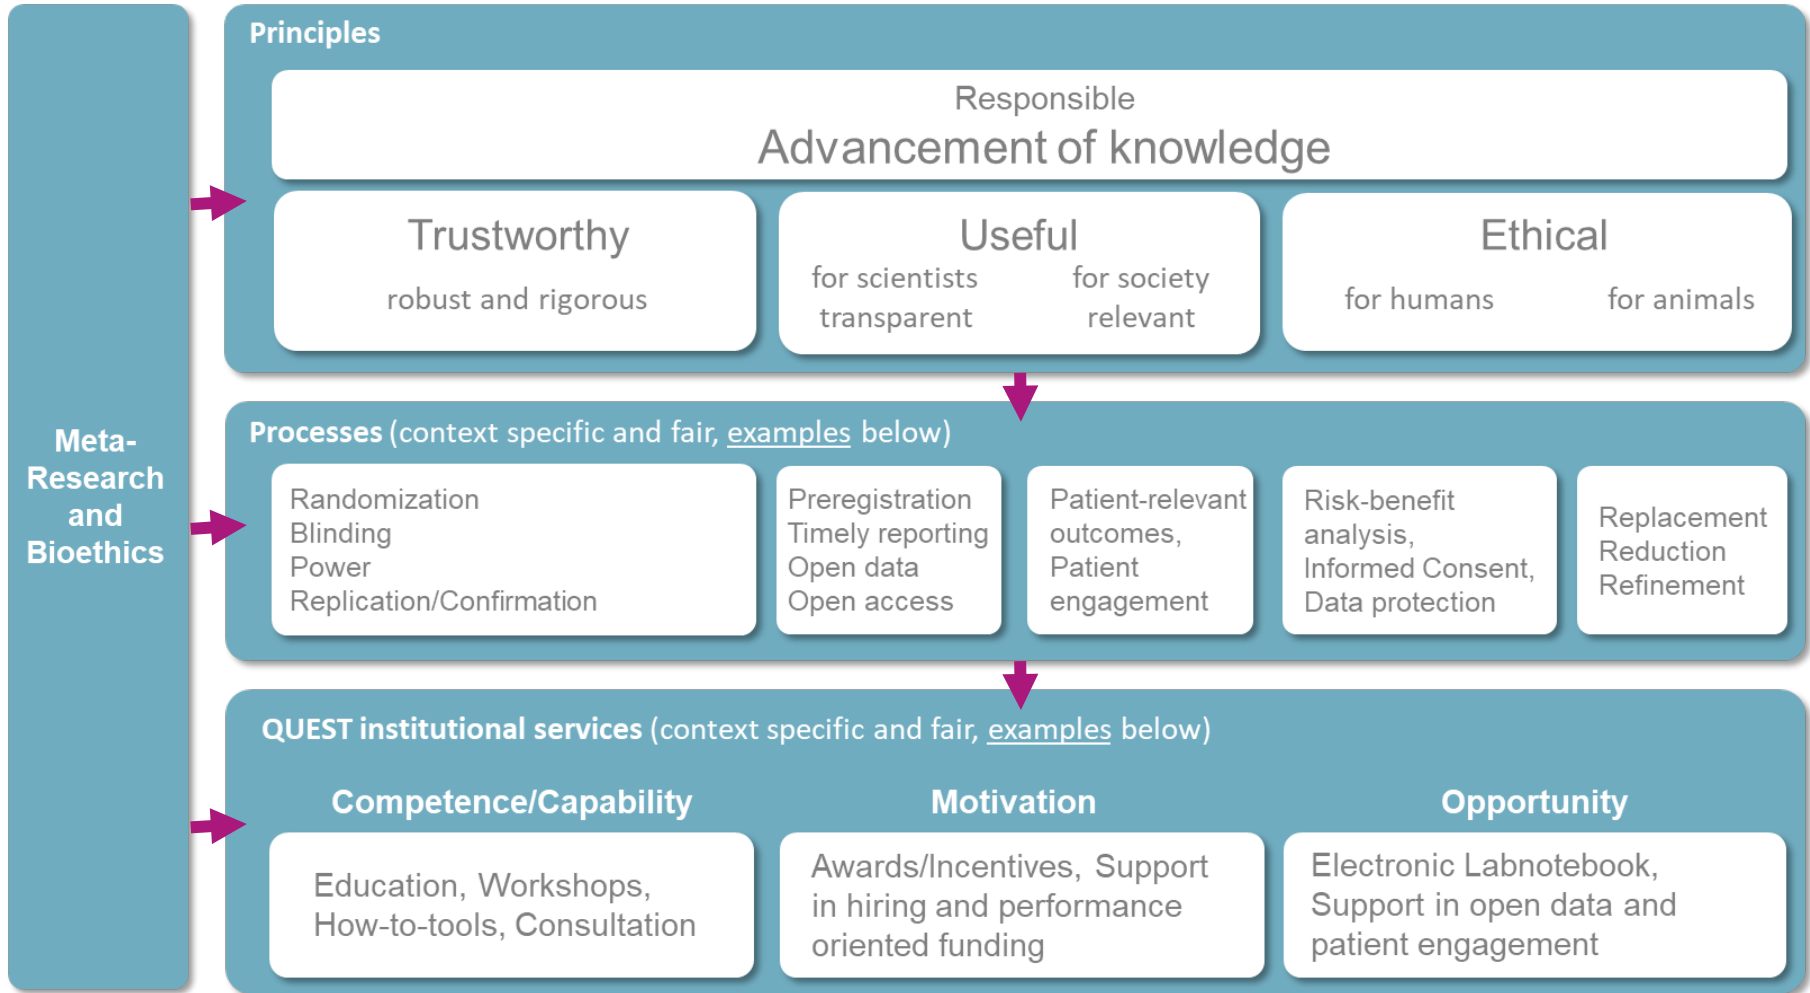 Meta-
Research
and
Bioethics
Principles
Responsible
Advancement of knowledge
Trustworthy
robust and rigorous
Useful
for scientists
transparent
for society
relevant
Ethical
for humans
for animals
Processes (context specific and fair, examples below)
Randomization
Blinding
Power
Replication/Confirmation
Preregistration
Timely reporting
Open data
Open access
Patient-relevant
outcomes,
Patient
engagement
Risk-benefit
analysis,
Informed Consent,
Data protection
Replacement
Reduction
Refinement
QUEST institutional services (context specific and fair, examples below)
Competence/Capability
Education, Workshops,
How-to-tools, Consultation
Motivation
Awards/Incentives, Support
in hiring and performance
oriented funding
Opportunity
Electronic Labnotebook,
Support in open data and
patient engagement